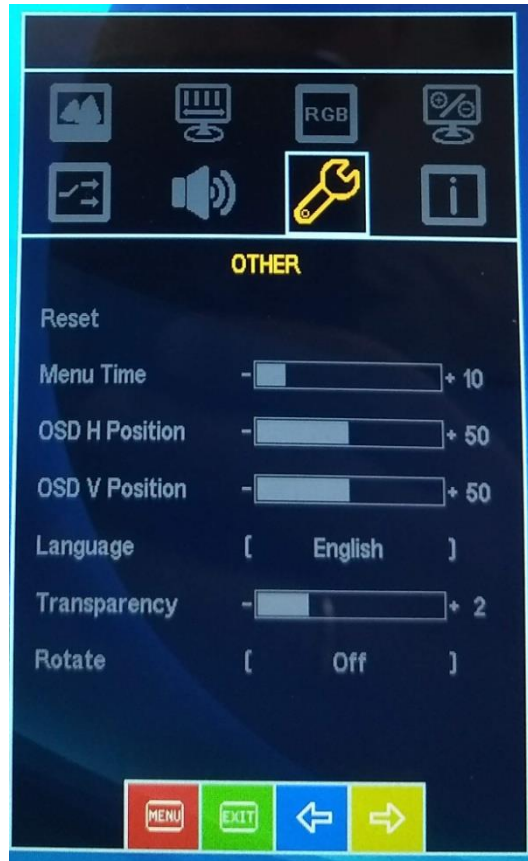 RGB
OTHER
Reset
Menu Time - + 10
OSD H Position - + 50
OSD V Position - + 50
Language [ English ]
Transparency - + 2
Rotate [ Off ]
MENU EXIT